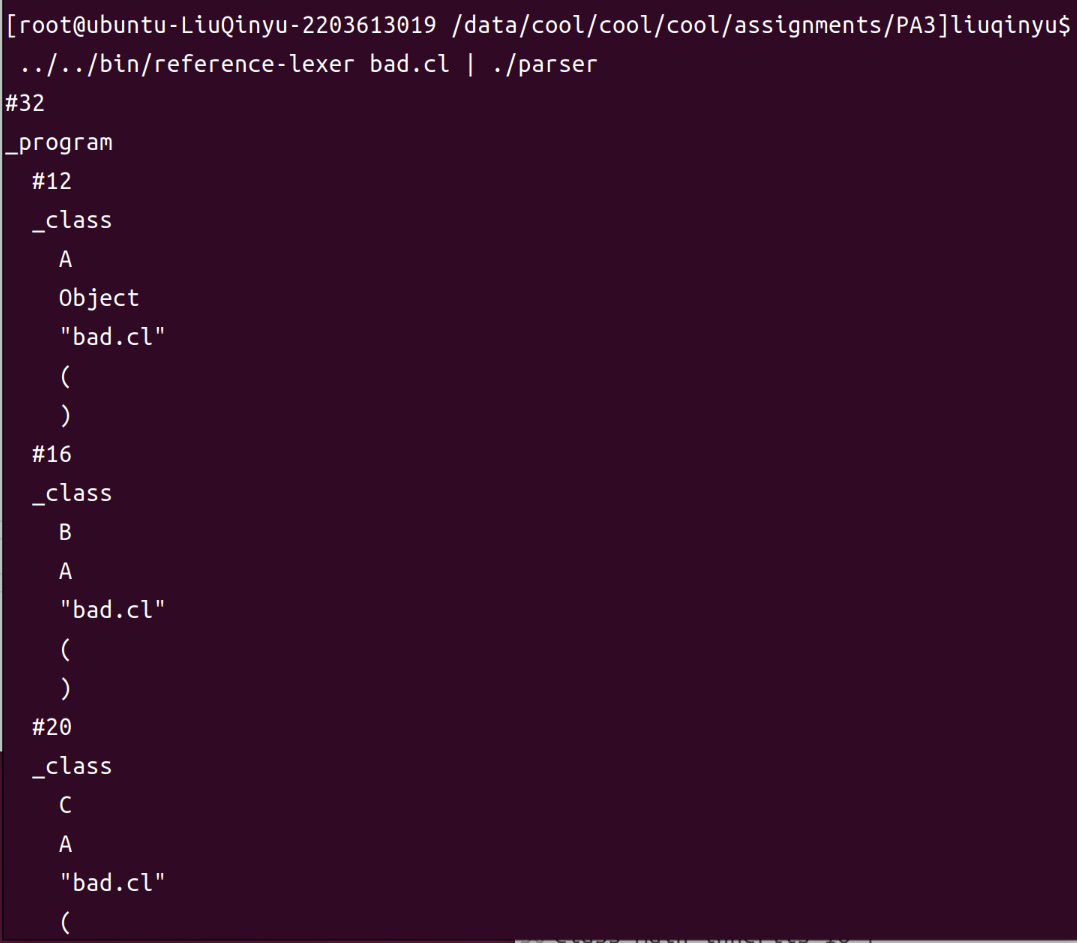 [root@ubuntu-LiuQinyu-2203613019 /data/cool/cool/cool/assignments/PA3]liuqinyu$
../../bin/reference-lexer bad.cl | ./parser
#32
_program
#12
_class
A
Object
"bad.cl"
(
)
#16
_class
B
A
"bad.cl"
(
)
#20
_class
C
A
"bad.cl"
(